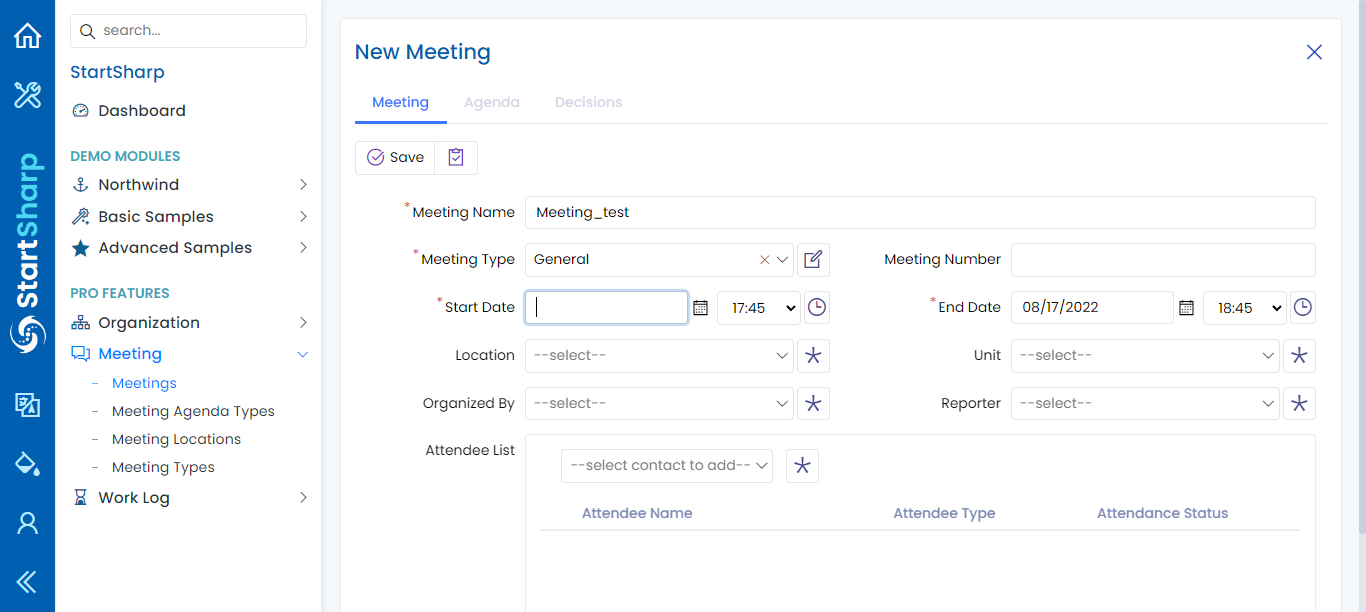 search...
StartSharp
Dashboard
DEMO MODULES
Northwind
Basic Samples
Advanced Samples
PRO FEATURES
Organization
Meeting
- Meetings
- Meeting Agenda Types
- Meeting Locations
- Meeting Types
Work Log
StartSharp
New Meeting
Meeting Agenda Decisions
Save
*Meeting Name Meeting_test
*Meeting Type General Meeting Number
*Start Date 17:45 *End Date 08/17/2022 18:45
Location --select-- Unit --select--
Organized By --select-- Reporter --select--
Attendee List
--select contact to add--
Attendee Name Attendee Type Attendance Status